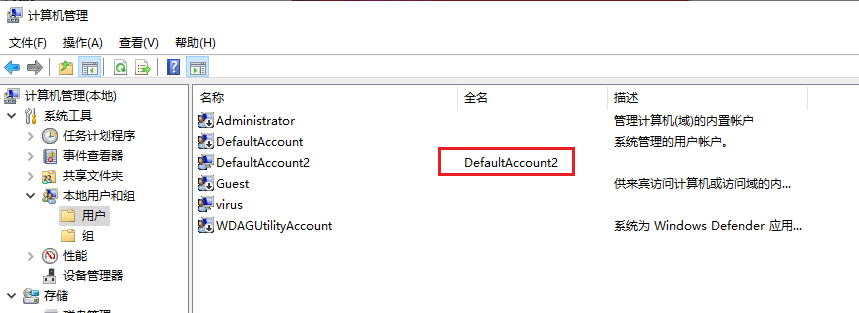 计算机管理
文件(F) 操作(A) 查看(V) 帮助(H)
计算机管理(本地)
系统工具
任务计划程序
事件查看器
共享文件夹
本地用户和组
用户
组
性能
设备管理器
存储
磁盘管理
名称 全名 描述
Administrator 管理计算机(域)的内置帐户
DefaultAccount 系统管理的用户帐户。
DefaultAccount2 DefaultAccount2
Guest 供来宾访问计算机或访问域的内...
virus
WDAGUtilityAccount 系统为 Windows Defender 应用...